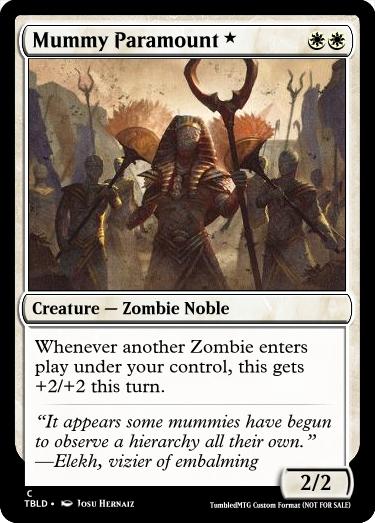 Mummy Paramount ★
Creature — Zombie Noble
Whenever another Zombie enters
play under your control, this gets
+2/+2 this turn.
“It appears some mummies have begun
to observe a hierarchy all their own.”
—Elekh, vizier of embalming
2/2
C
TBLD • Josu Hernaiz
TumbledMTG Custom Format (NOT FOR SALE)